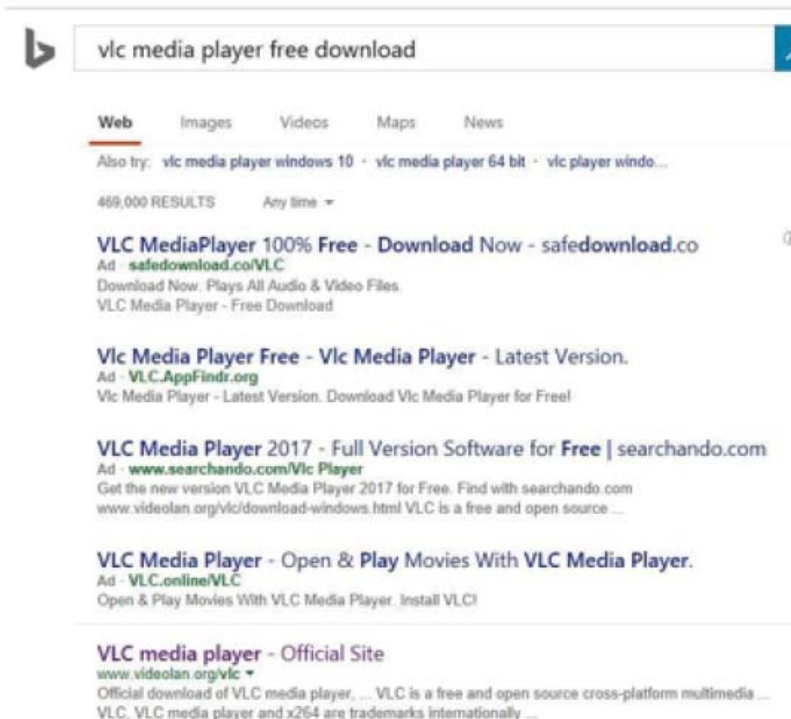 vlc media player free download
Web Images Videos Maps News
Also try: vlc media player windows 10 · vlc media player 64 bit · vlc player windo...
469,000 RESULTS Any time
VLC MediaPlayer 100% Free - Download Now - safedownload.co
Ad · safedownload.co/VLC
Download Now. Plays All Audio & Video Files.
VLC Media Player - Free Download
Vlc Media Player Free - Vlc Media Player - Latest Version.
Ad · VLC.AppFindr.org
Vlc Media Player - Latest Version. Download Vlc Media Player for Free!
VLC Media Player 2017 - Full Version Software for Free | searchando.com
Ad · www.searchando.com/Vlc Player
Get the new version VLC Media Player 2017 for Free. Find with searchando.com
www.videolan.org/vlc/download-windows.html VLC is a free and open source ...
VLC Media Player - Open & Play Movies With VLC Media Player.
Ad · VLC.online/VLC
Open & Play Movies With VLC Media Player. Install VLC!
VLC media player - Official Site
www.videolan.org/vlc
Official download of VLC media player, ... VLC is a free and open source cross-platform multimedia ...
VLC, VLC media player and x264 are trademarks internationally ...